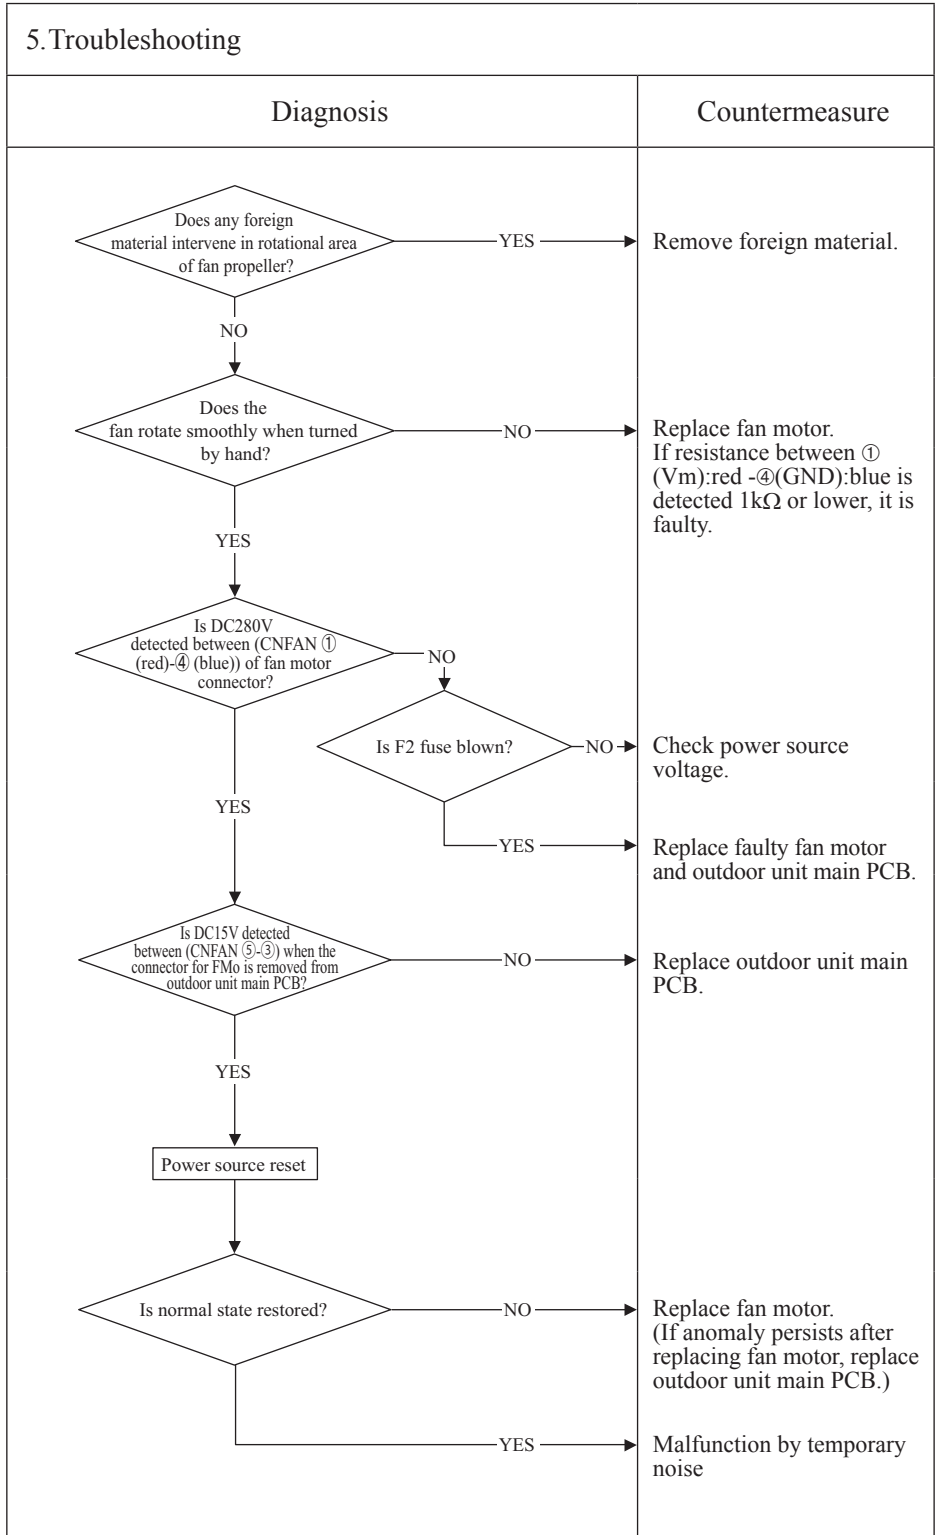 5.Troubleshooting
Diagnosis
Countermeasure
Does any foreign
material intervene in rotational area
of fan propeller?
YES
Remove foreign material.
NO
Does the
fan rotate smoothly when turned
by hand?
NO
Replace fan motor.
If resistance between ①
(Vm):red -④(GND):blue is
detected 1kΩ or lower, it is
faulty.
YES
Is DC280V
detected between (CNFAN ①
(red)-④ (blue)) of fan motor
connector?
NO
Is F2 fuse blown?
NO
Check power source
voltage.
YES
YES
Replace faulty fan motor
and outdoor unit main PCB.
Is DC15V detected
between (CNFAN ⑤-③) when the
connector for FMo is removed from
outdoor unit main PCB?
NO
Replace outdoor unit main
PCB.
YES
Power source reset
Is normal state restored?
NO
Replace fan motor.
(If anomaly persists after
replacing fan motor, replace
outdoor unit main PCB.)
YES
Malfunction by temporary
noise